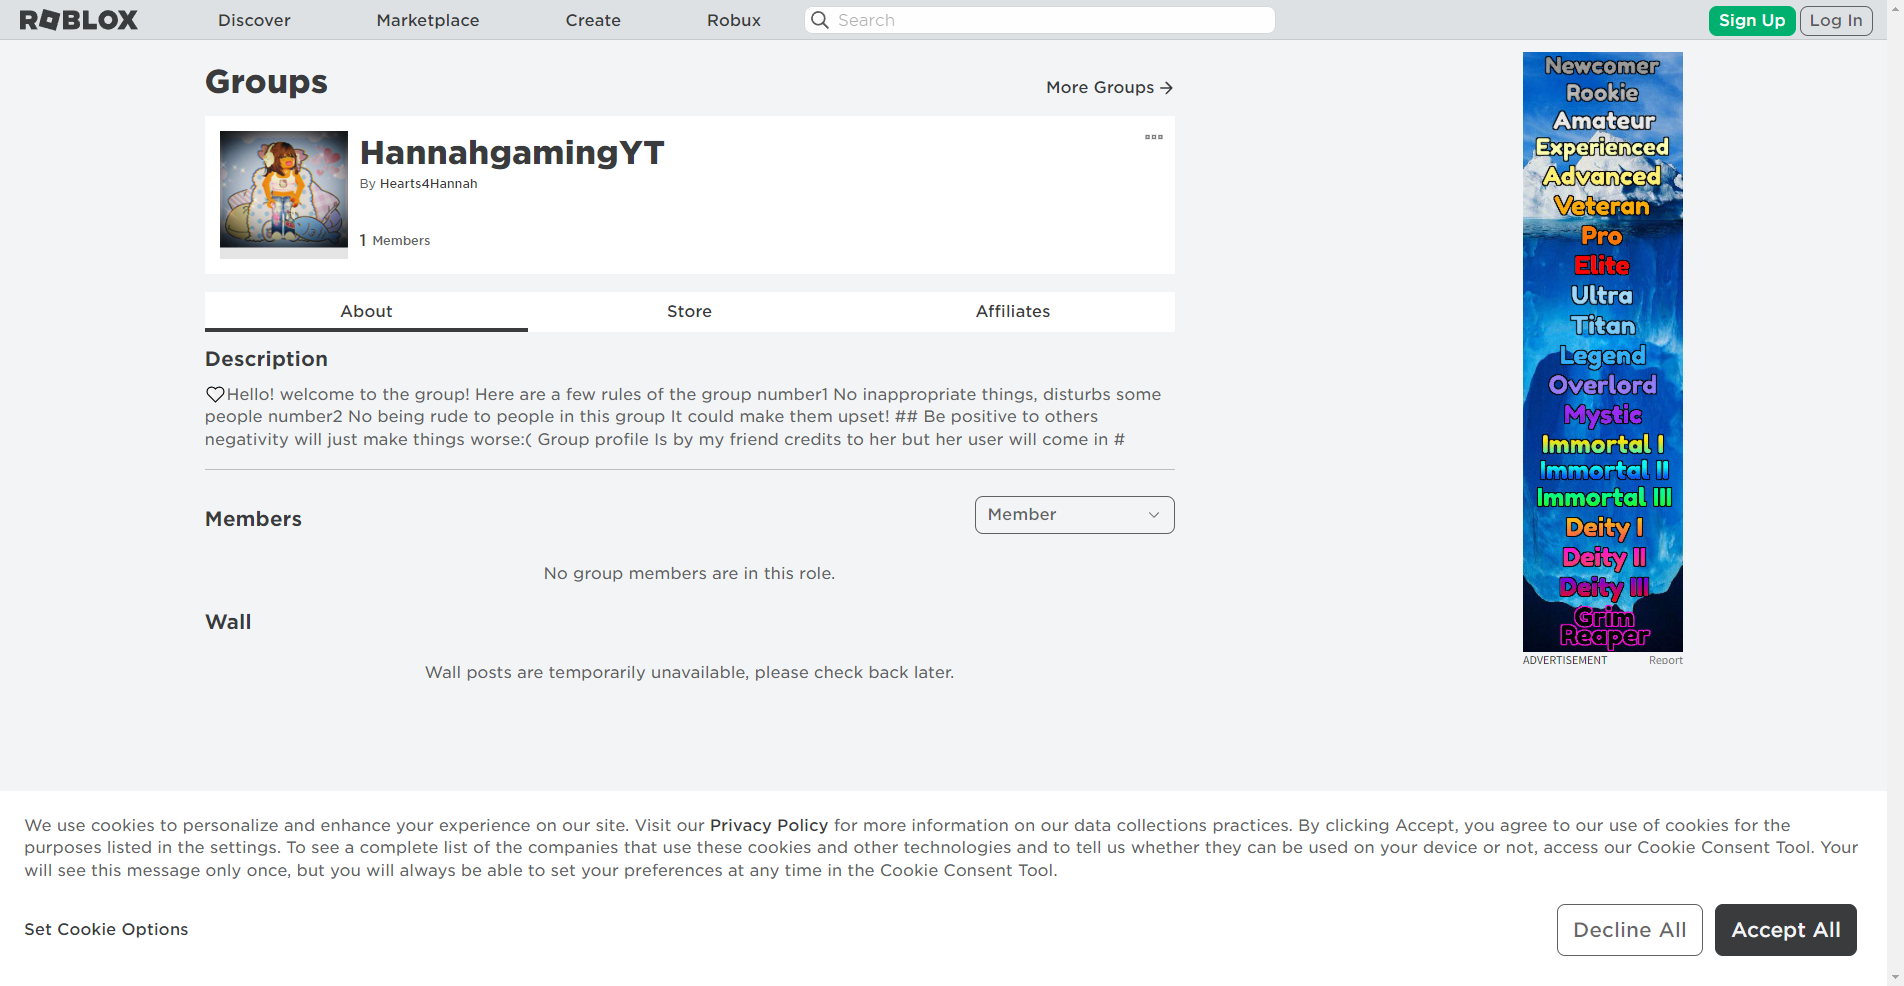 ROBLOX
Discover
Marketplace
Create
Robux
Search
Sign Up
Log In
Groups
More Groups
HannahgamingYT
By Hearts4Hannah
1 Members
About
Store
Affiliates
Description
♡Hello! welcome to the group! Here are a few rules of the group number1 No inappropriate things, disturbs some
people number2 No being rude to people in this group It could make them upset! ## Be positive to others
negativity will just make things worse:( Group profile Is by my friend credits to her but her user will come in #
Members
Member
No group members are in this role.
Wall
Wall posts are temporarily unavailable, please check back later.
Newcomer
Rookie
Amateur
Experienced
Advanced
Veteran
Pro
Elite
Ultra
Titan
Legend
Overlord
Mystic
Immortal I
Immortal II
Immortal III
Deity I
Deity II
Deity III
Grim
Reaper
ADVERTISEMENT
Report
We use cookies to personalize and enhance your experience on our site. Visit our Privacy Policy for more information on our data collections practices. By clicking Accept, you agree to our use of cookies for the
purposes listed in the settings. To see a complete list of the companies that use these cookies and other technologies and to tell us whether they can be used on your device or not, access our Cookie Consent Tool. Your
will see this message only once, but you will always be able to set your preferences at any time in the Cookie Consent Tool.
Set Cookie Options
Decline All
Accept All